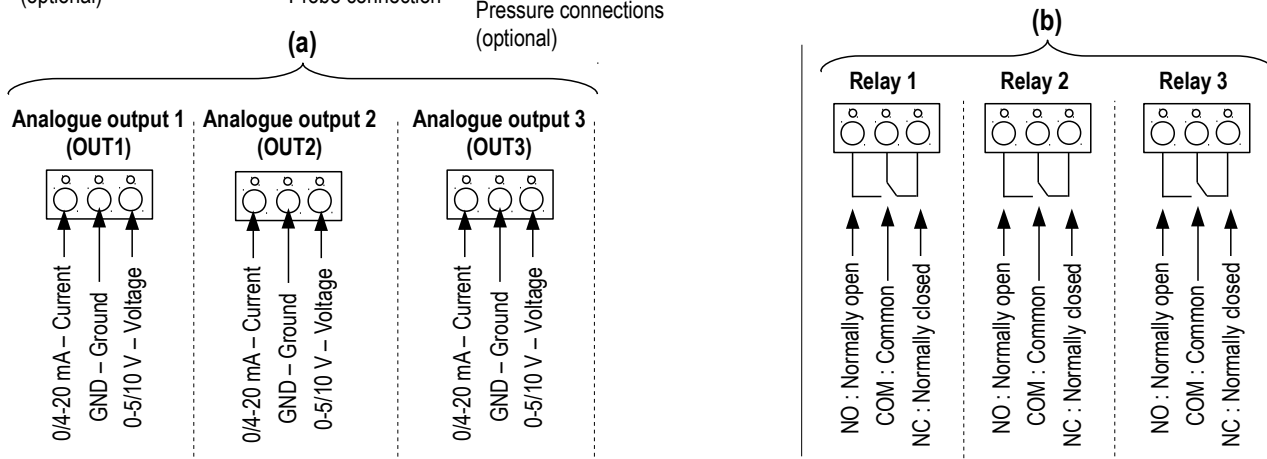 (optional)
Probe connection
Pressure connections
(optional)
(a)
Analogue output 1
(OUT1)
Analogue output 2
(OUT2)
Analogue output 3
(OUT3)
0/4-20 mA – Current
GND – Ground
0-5/10 V – Voltage
0/4-20 mA – Current
GND – Ground
0-5/10 V – Voltage
0/4-20 mA – Current
GND – Ground
0-5/10 V – Voltage
(b)
Relay 1
Relay 2
Relay 3
NO : Normally open
COM : Common
NC : Normally closed
NO : Normally open
COM : Common
NC : Normally closed
NO : Normally open
COM : Common
NC : Normally closed